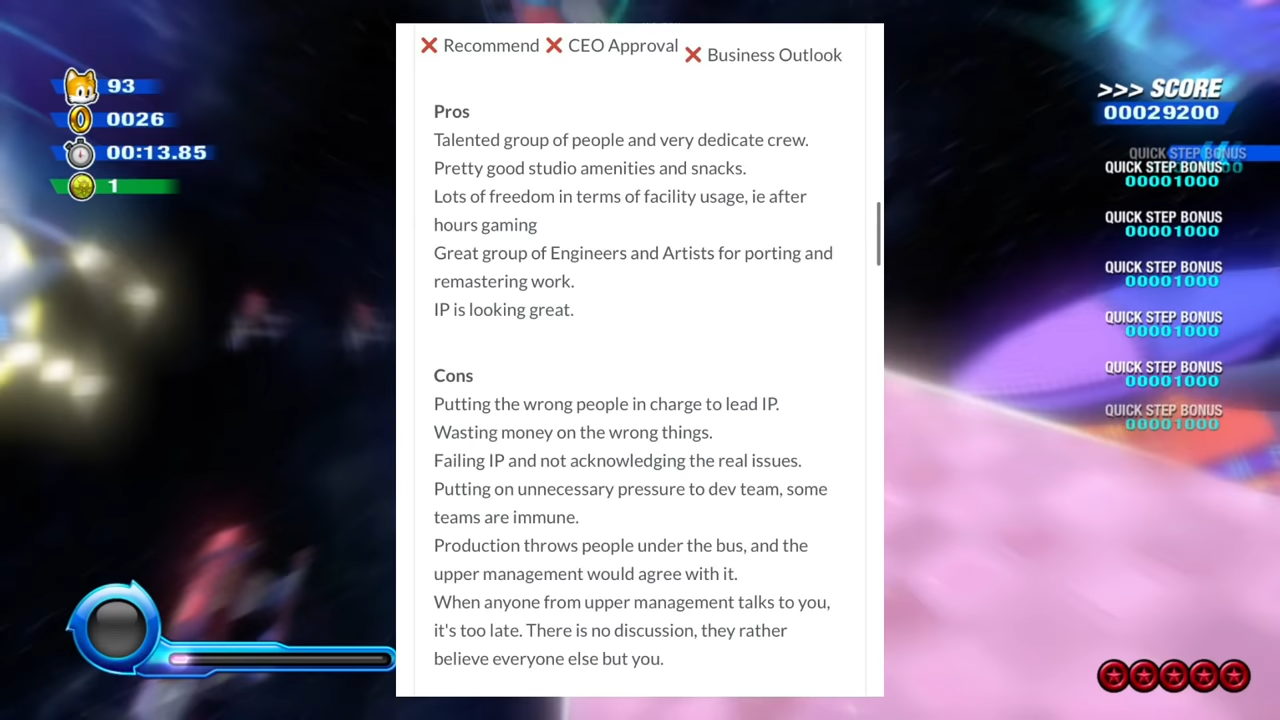 93
0026
00:13.85
1
❌ Recommend ❌ CEO Approval ❌ Business Outlook
Pros
Talented group of people and very dedicate crew.
Pretty good studio amenities and snacks.
Lots of freedom in terms of facility usage, ie after
hours gaming
Great group of Engineers and Artists for porting and
remastering work.
IP is looking great.
Cons
Putting the wrong people in charge to lead IP.
Wasting money on the wrong things.
Failing IP and not acknowledging the real issues.
Putting on unnecessary pressure to dev team, some
teams are immune.
Production throws people under the bus, and the
upper management would agree with it.
When anyone from upper management talks to you,
it's too late. There is no discussion, they rather
believe everyone else but you.
>>> SCORE
00029200
QUICK STEP BONUS
QUICK STEP BONUS
00001000
QUICK STEP BONUS
00001000
QUICK STEP BONUS
00001000
QUICK STEP BONUS
00001000
QUICK STEP BONUS
00001000
QUICK STEP BONUS
00001000